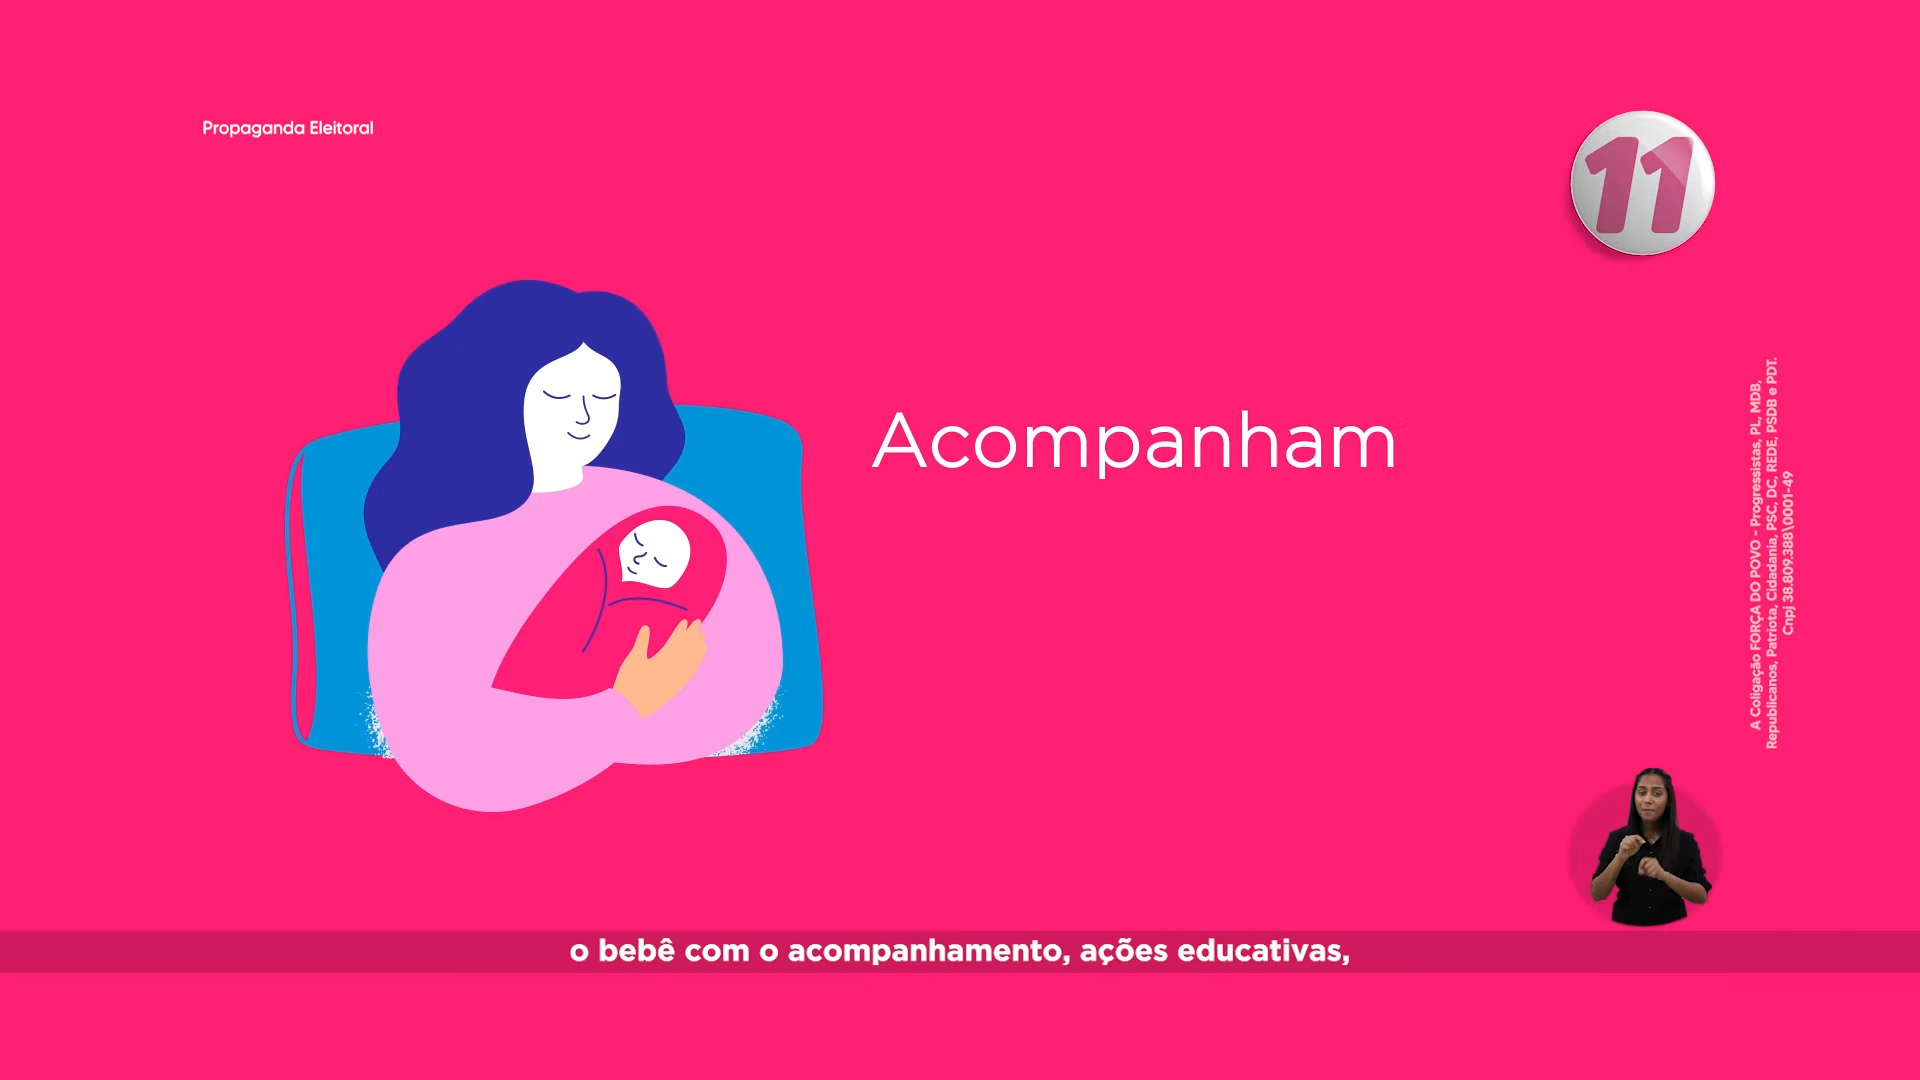 Propaganda Eleitoral
11
Acompanham
A Coligação FORÇA DO POVO - Progressistas, PL, MDB,
Republicanos, Patriota, Cidadania, PSC, DC, REDE, PSDB e PDT.
Cnpj 38.809.388\0001-49
o bebê com o acompanhamento, ações educativas,